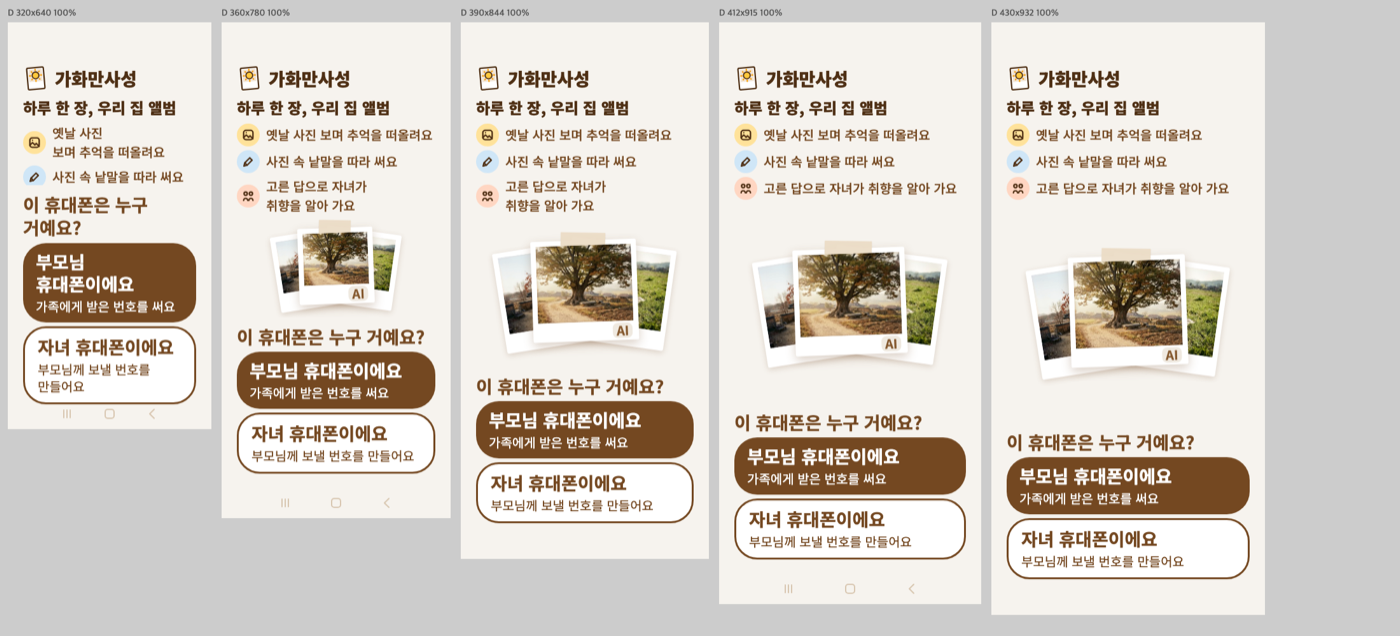 D 320x640 100%
가화만사성
하루 한 장, 우리 집 앨범
옛날 사진
보며 추억을 떠올려요
사진 속 낱말을 따라 써요
이 휴대폰은 누구
거예요?
부모님
휴대폰이에요
가족에게 받은 번호를 써요
자녀 휴대폰이에요
부모님께 보낼 번호를
만들어요
D 360x780 100%
가화만사성
하루 한 장, 우리 집 앨범
옛날 사진 보며 추억을 떠올려요
사진 속 낱말을 따라 써요
고른 답으로 자녀가
취향을 알아 가요
AI
이 휴대폰은 누구 거예요?
부모님 휴대폰이에요
가족에게 받은 번호를 써요
자녀 휴대폰이에요
부모님께 보낼 번호를 만들어요
D 390x844 100%
가화만사성
하루 한 장, 우리 집 앨범
옛날 사진 보며 추억을 떠올려요
사진 속 낱말을 따라 써요
고른 답으로 자녀가
취향을 알아 가요
AI
이 휴대폰은 누구 거예요?
부모님 휴대폰이에요
가족에게 받은 번호를 써요
자녀 휴대폰이에요
부모님께 보낼 번호를 만들어요
D 412x915 100%
가화만사성
하루 한 장, 우리 집 앨범
옛날 사진 보며 추억을 떠올려요
사진 속 낱말을 따라 써요
고른 답으로 자녀가 취향을 알아 가요
AI
이 휴대폰은 누구 거예요?
부모님 휴대폰이에요
가족에게 받은 번호를 써요
자녀 휴대폰이에요
부모님께 보낼 번호를 만들어요
D 430x932 100%
가화만사성
하루 한 장, 우리 집 앨범
옛날 사진 보며 추억을 떠올려요
사진 속 낱말을 따라 써요
고른 답으로 자녀가 취향을 알아 가요
AI
이 휴대폰은 누구 거예요?
부모님 휴대폰이에요
가족에게 받은 번호를 써요
자녀 휴대폰이에요
부모님께 보낼 번호를 만들어요